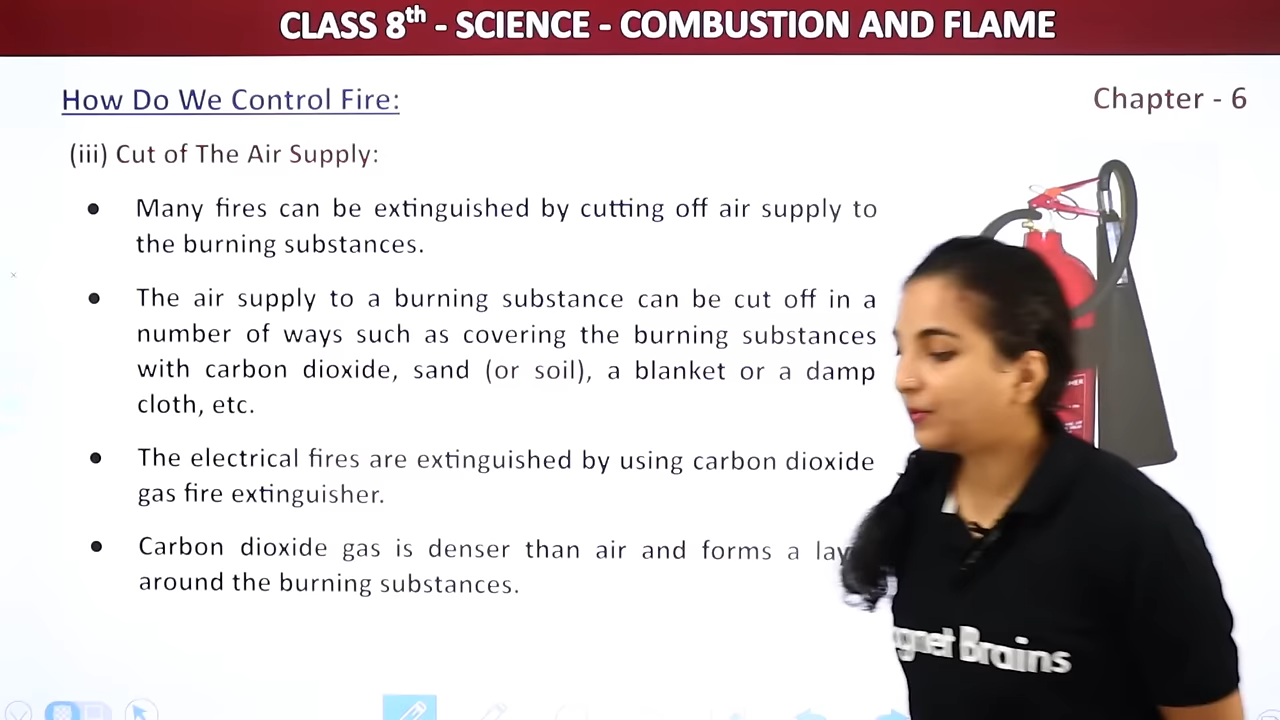 CLASS 8th - SCIENCE - COMBUSTION AND FLAME
How Do We Control Fire:
Chapter - 6
(iii) Cut of The Air Supply:
● Many fires can be extinguished by cutting off air supply to
the burning substances.
● The air supply to a burning substance can be cut off in a
number of ways such as covering the burning substances
with carbon dioxide, sand (or soil), a blanket or a damp
cloth, etc.
● The electrical fires are extinguished by using carbon dioxide
gas fire extinguisher.
● Carbon dioxide gas is denser than air and forms a
around the burning substances.
Brains